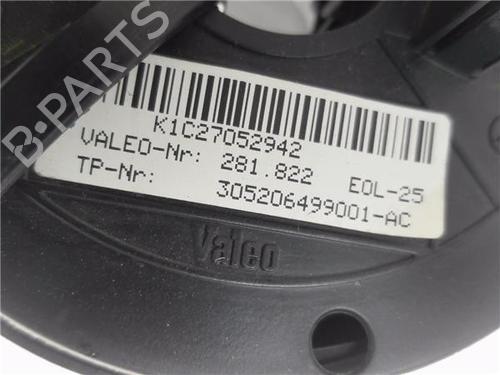 B-PARTS
K1C27052942
VALEO-Nr: 281.822 EOL-25
TP-Nr: 305206499001-AC
Valeo